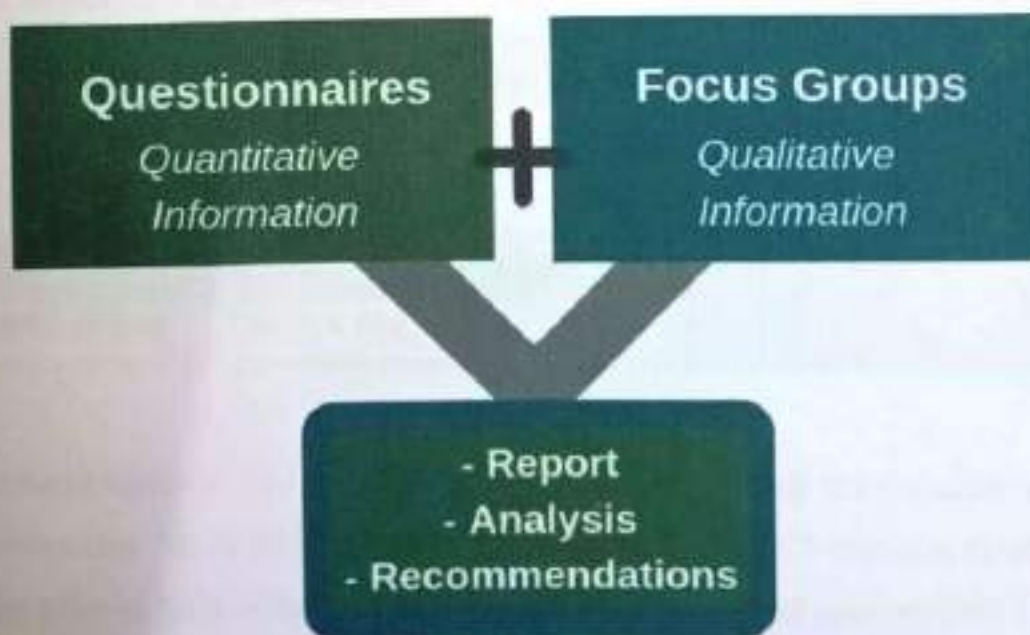 Questionnaires
Quantitative
Information
+
Focus Groups
Qualitative
Information
- Report
- Analysis
- Recommendations